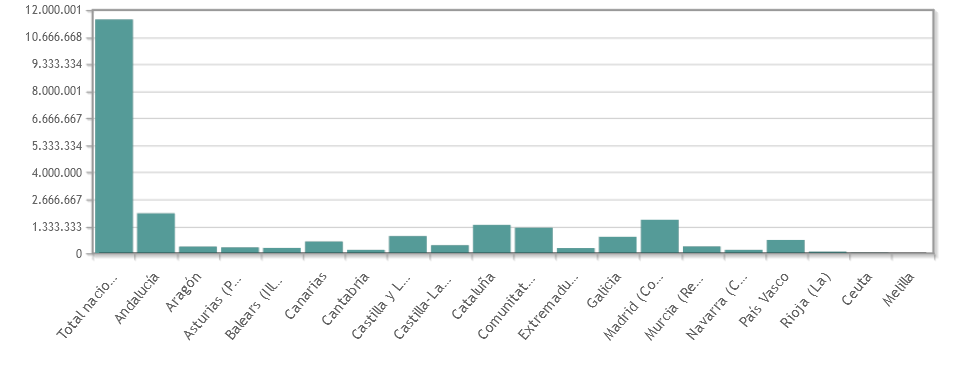 12.000.001
10.666.668
9.333.334
8.000.001
6.666.667
5.333.334
4.000.000
2.666.667
1.333.333
0
Total nacio...
Andalucía
Aragón
Asturias (P...
Balears (Ill...
Canarias
Cantabria
Castilla y L...
Castilla-La...
Cataluña
Comunitat...
Extremadu...
Galicia
Madrid (Co...
Murcia (Re...
Navarra (C...
País Vasco
Rioja (La)
Ceuta
Melilla